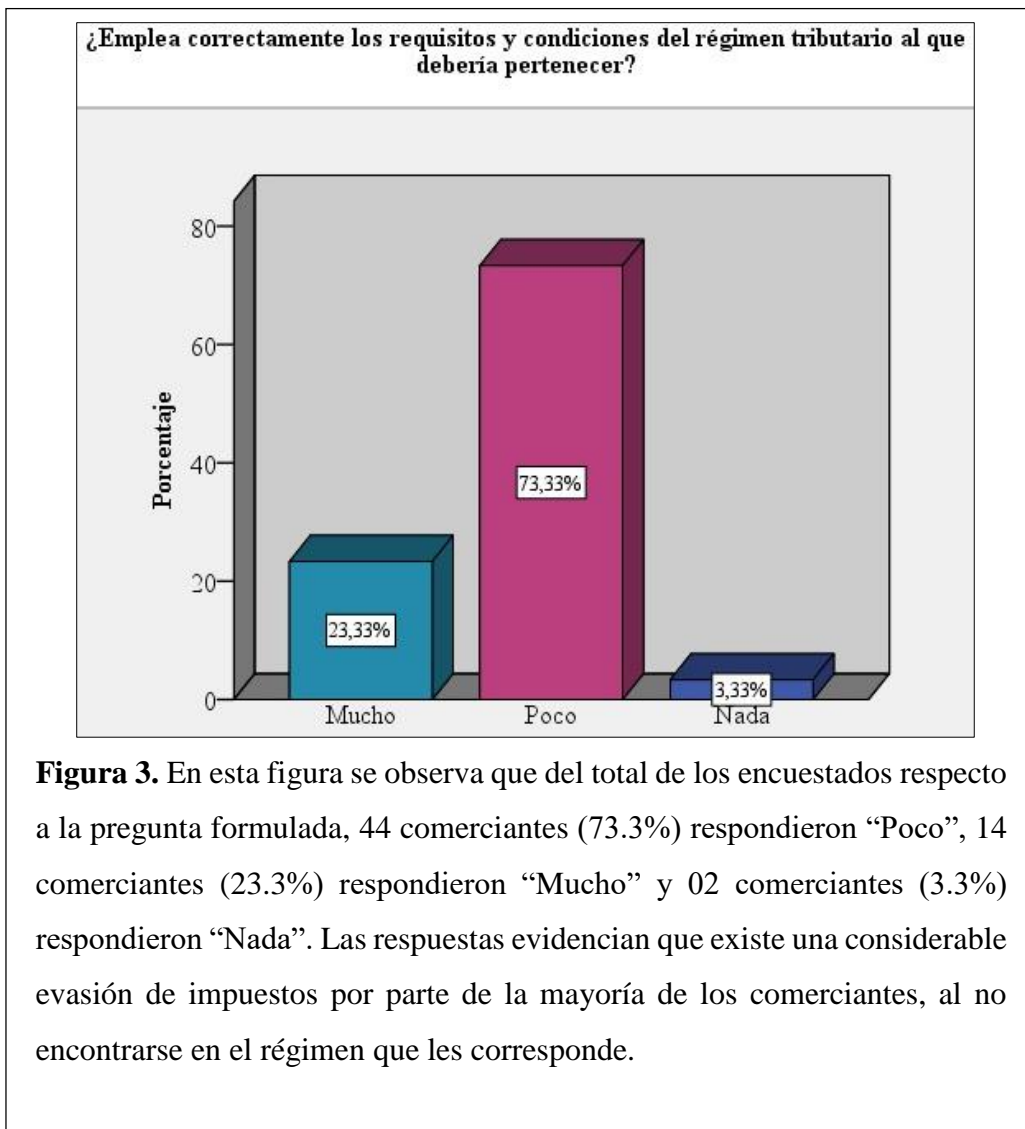 ¿Emplea correctamente los requisitos y condiciones del régimen tributario al que
debería pertenecer?
Porcentaje
80
60
40
20
0
23,33%
73,33%
3,33%
Mucho
Poco
Nada
Figura 3. En esta figura se observa que del total de los encuestados respecto
a la pregunta formulada, 44 comerciantes (73.3%) respondieron “Poco”, 14
comerciantes (23.3%) respondieron “Mucho” y 02 comerciantes (3.3%)
respondieron “Nada”. Las respuestas evidencian que existe una considerable
evasión de impuestos por parte de la mayoría de los comerciantes, al no
encontrarse en el régimen que les corresponde.